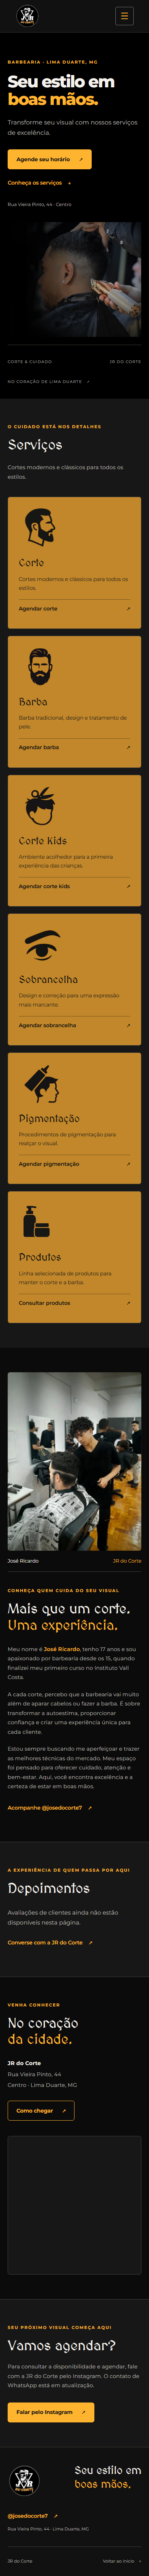 BARBEARIA · LIMA DUARTE, MG
Seu estilo em
boas mãos.
Transforme seu visual com nossos serviços
de excelência.
Agende seu horário ↗
Conheça os serviços
Rua Vieira Pinto, 44 · Centro
CORTE & CUIDADO JR DO CORTE
NO CORAÇÃO DE LIMA DUARTE ↗
O CUIDADO ESTÁ NOS DETALHES
Serviços
Cortes modernos e clássicos para todos os
estilos.
Corte
Cortes modernos e clássicos para todos os
estilos.
Agendar corte ↗
Barba
Barba tradicional, design e tratamento de
pele.
Agendar barba ↗
Corte Kids
Ambiente acolhedor para a primeira
experiência das crianças.
Agendar corte kids ↗
Sobrancelha
Design e correção para uma expressão
mais marcante.
Agendar sobrancelha ↗
Pigmentação
Procedimentos de pigmentação para
realçar o visual.
Agendar pigmentação ↗
Produtos
Linha selecionada de produtos para
manter o corte e a barba.
Consultar produtos ↗
José Ricardo JR do Corte
CONHEÇA QUEM CUIDA DO SEU VISUAL
Mais que um corte.
Uma experiência.
Meu nome é José Ricardo, tenho 17 anos e sou
apaixonado por barbearia desde os 15, quando
finalizei meu primeiro curso no Instituto Vail
Costa.
A cada corte, percebo que a barbearia vai muito
além de aparar cabelos ou fazer a barba. É sobre
transformar a autoestima, proporcionar
confiança e criar uma experiência única para
cada cliente.
Estou sempre buscando me aperfeiçoar e trazer
as melhores técnicas do mercado. Meu espaço
foi pensado para oferecer cuidado, atenção e
bem-estar. Aqui, você encontra excelência e a
certeza de estar em boas mãos.
Acompanhe @josedocorte7 ↗
A EXPERIÊNCIA DE QUEM PASSA POR AQUI
Depoimentos
Avaliações de clientes ainda não estão
disponíveis nesta página.
Converse com a JR do Corte ↗
VENHA CONHECER
No coração
da cidade.
JR do Corte
Rua Vieira Pinto, 44
Centro · Lima Duarte, MG
Como chegar ↗
SEU PRÓXIMO VISUAL COMEÇA AQUI
Vamos agendar?
Para consultar a disponibilidade e agendar, fale
com a JR do Corte pelo Instagram. O contato de
WhatsApp está em atualização.
Falar pelo Instagram ↗
Seu estilo em
boas mãos.
@josedocorte7 ↗
Rua Vieira Pinto, 44 · Lima Duarte, MG
JR do Corte Voltar ao início